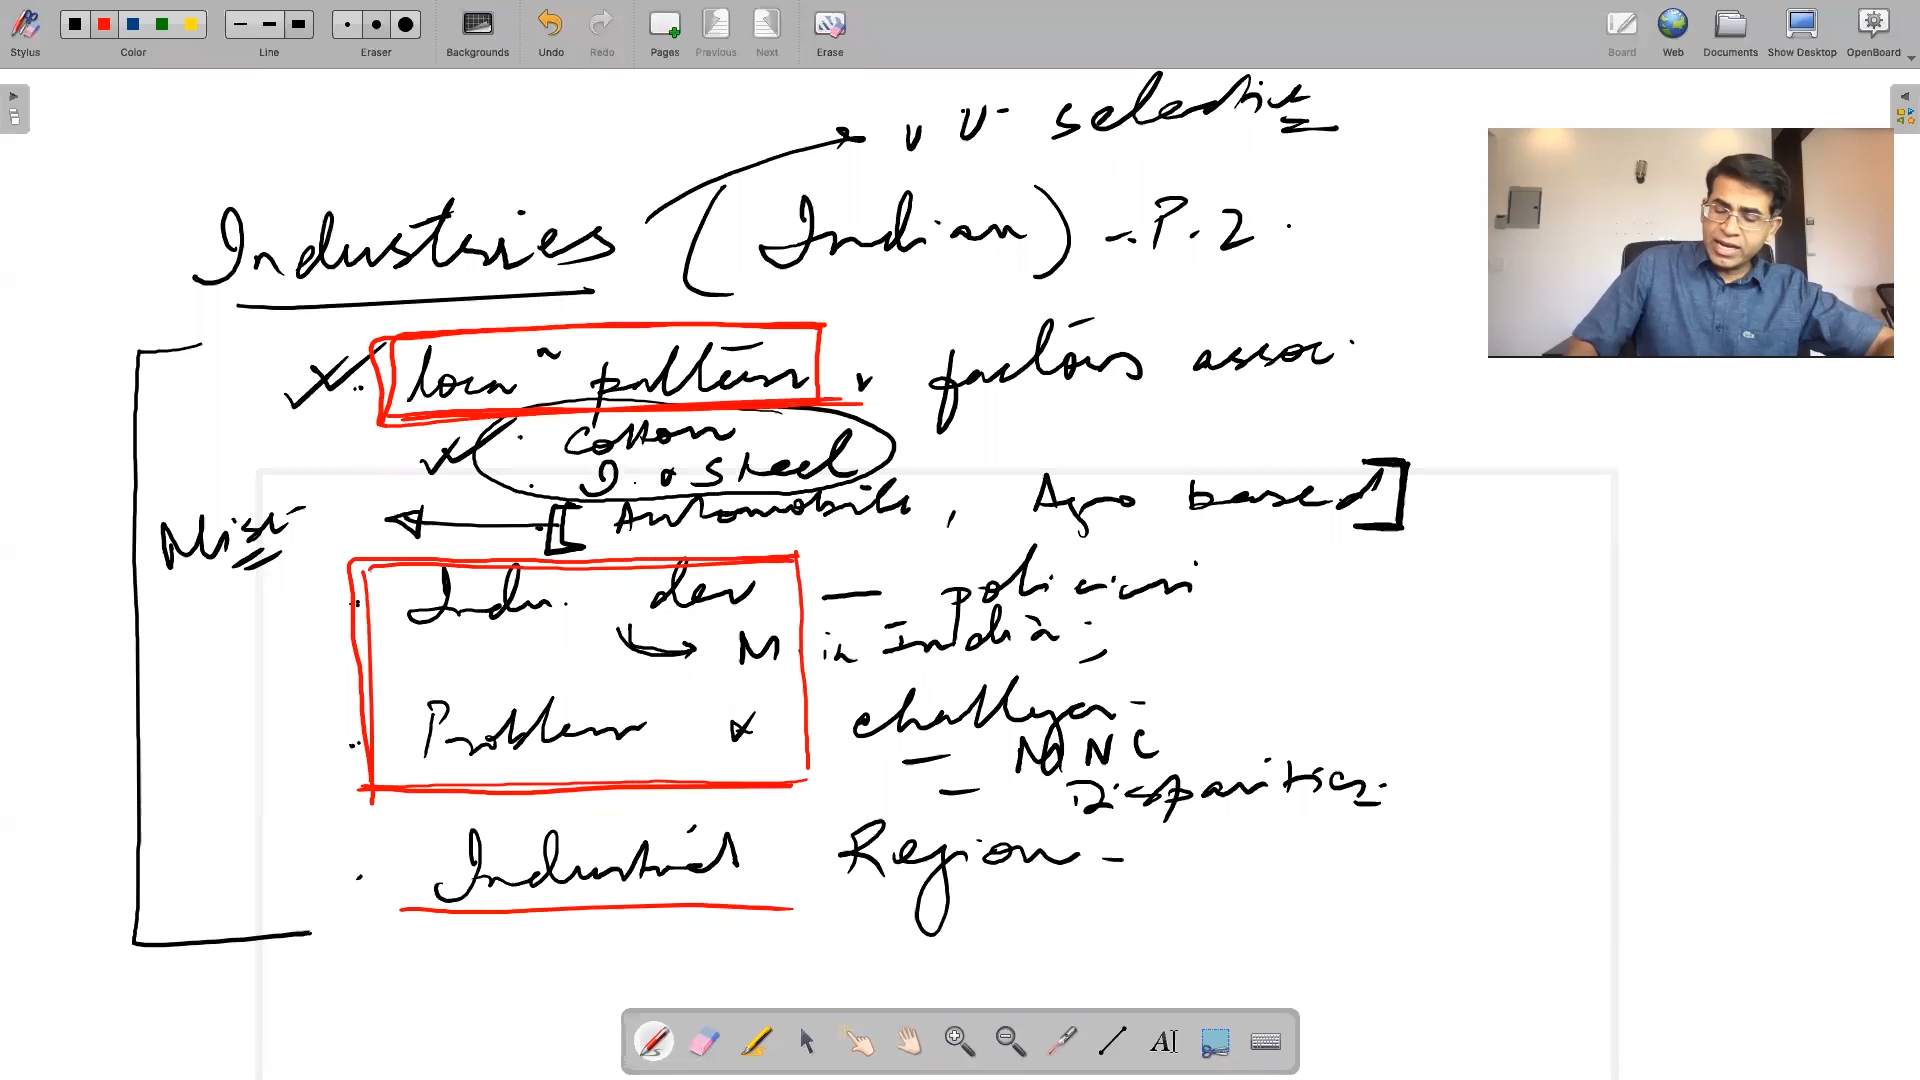 Stylus Color Line Eraser Backgrounds Undo Redo Pages Previous Next Erase Board Web Documents Show Desktop OpenBoard
v v selective
Industries (Indian) - P. 2.
locn pattern, factors assoc.
Cotton
I. & Steel
[Automobile, Agro based]
Mist
Indu. dev — policies
M in India;
Problem & challenges -
— MNC
— Disparities.
Industrial Region -